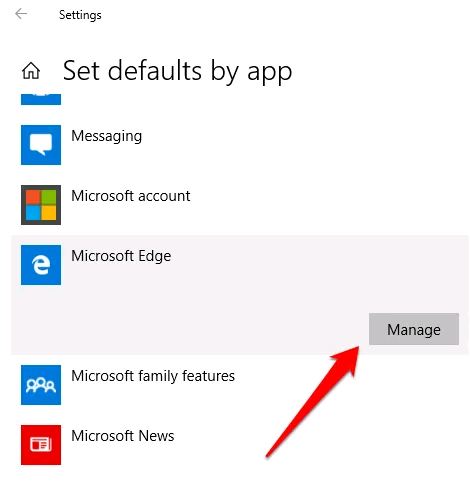 Settings
Set defaults by app
Messaging
Microsoft account
Microsoft Edge
Manage
Microsoft family features
Microsoft News